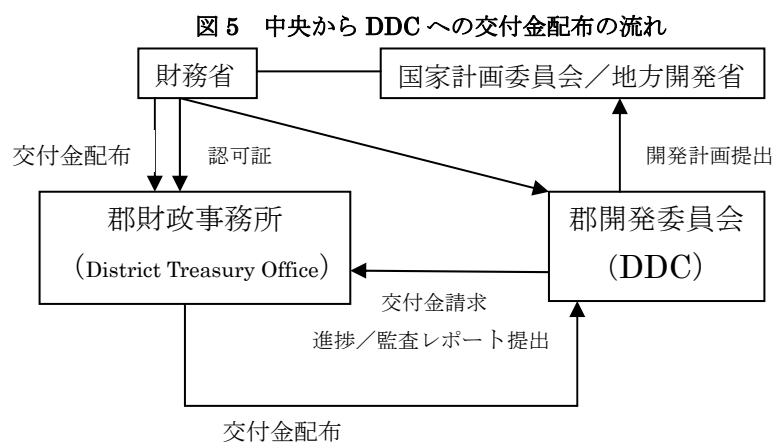 図 5 中央から DDC への交付金配布の流れ
財務省
国家計画委員会／地方開発省
交付金配布
認可証
開発計画提出
郡財政事務所
（District Treasury Office）
郡開発委員会
（DDC）
交付金請求
進捗／監査レポート提出
交付金配布